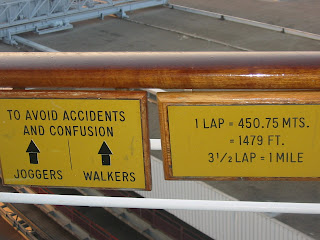 TO AVOID ACCIDENTS
AND CONFUSION
JOGGERS WALKERS
1 LAP = 450.75 MTS.
= 1479 FT.
3 1/2 LAP = 1 MILE